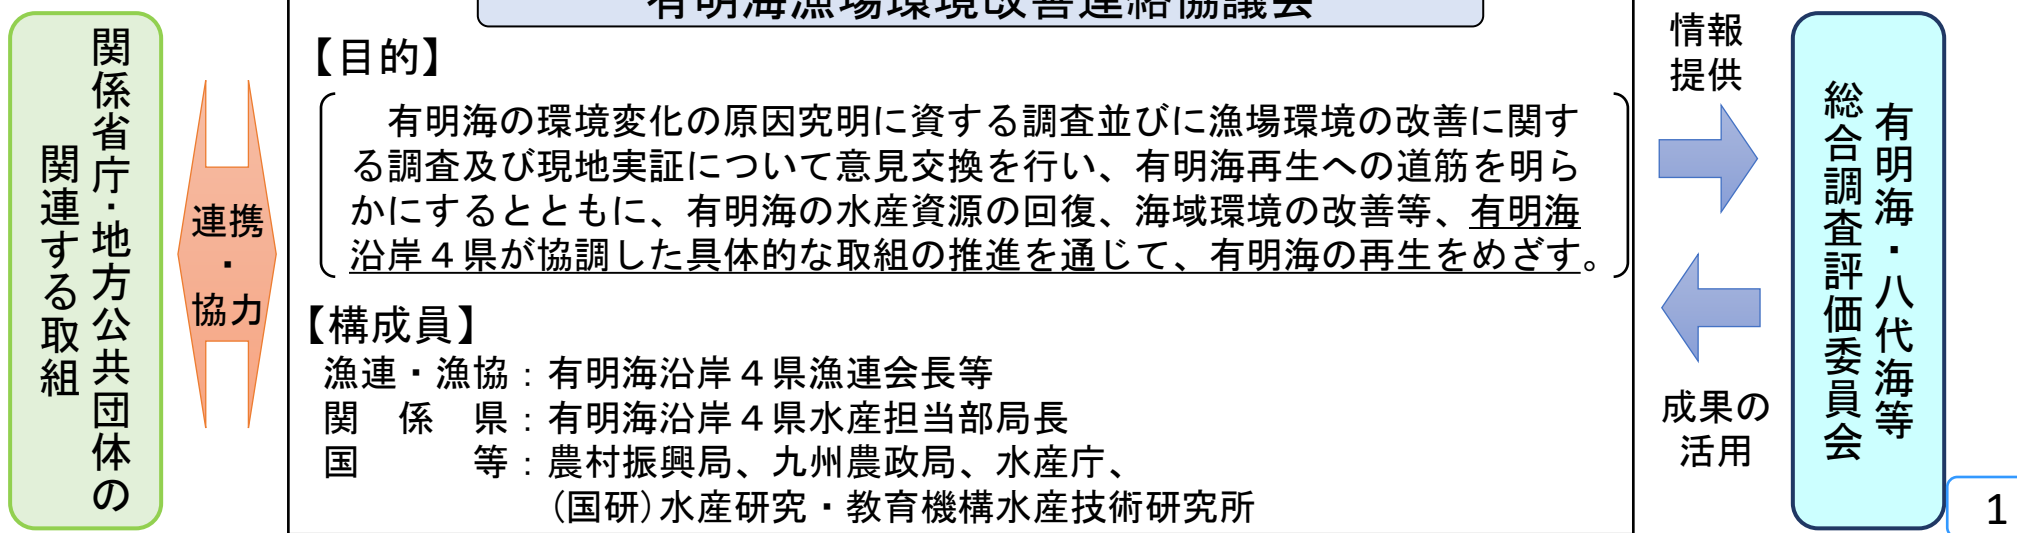 関係省庁・地方公共団体の
関連する取組
連携
・
協力
有明海漁場環境改善連絡協議会
【目的】
有明海の環境変化の原因究明に資する調査並びに漁場環境の改善に関す
る調査及び現地実証について意見交換を行い、有明海再生への道筋を明ら
かにするとともに、有明海の水産資源の回復、海域環境の改善等、有明海
沿岸４県が協調した具体的な取組の推進を通じて、有明海の再生をめざす。
【構成員】
漁連・漁協：有明海沿岸４県漁連会長等
関　係　県：有明海沿岸４県水産担当部局長
国　　　等：農村振興局、九州農政局、水産庁、
(国研)水産研究・教育機構水産技術研究所
情報
提供
成果の
活用
有明海・八代海等
総合調査評価委員会
1